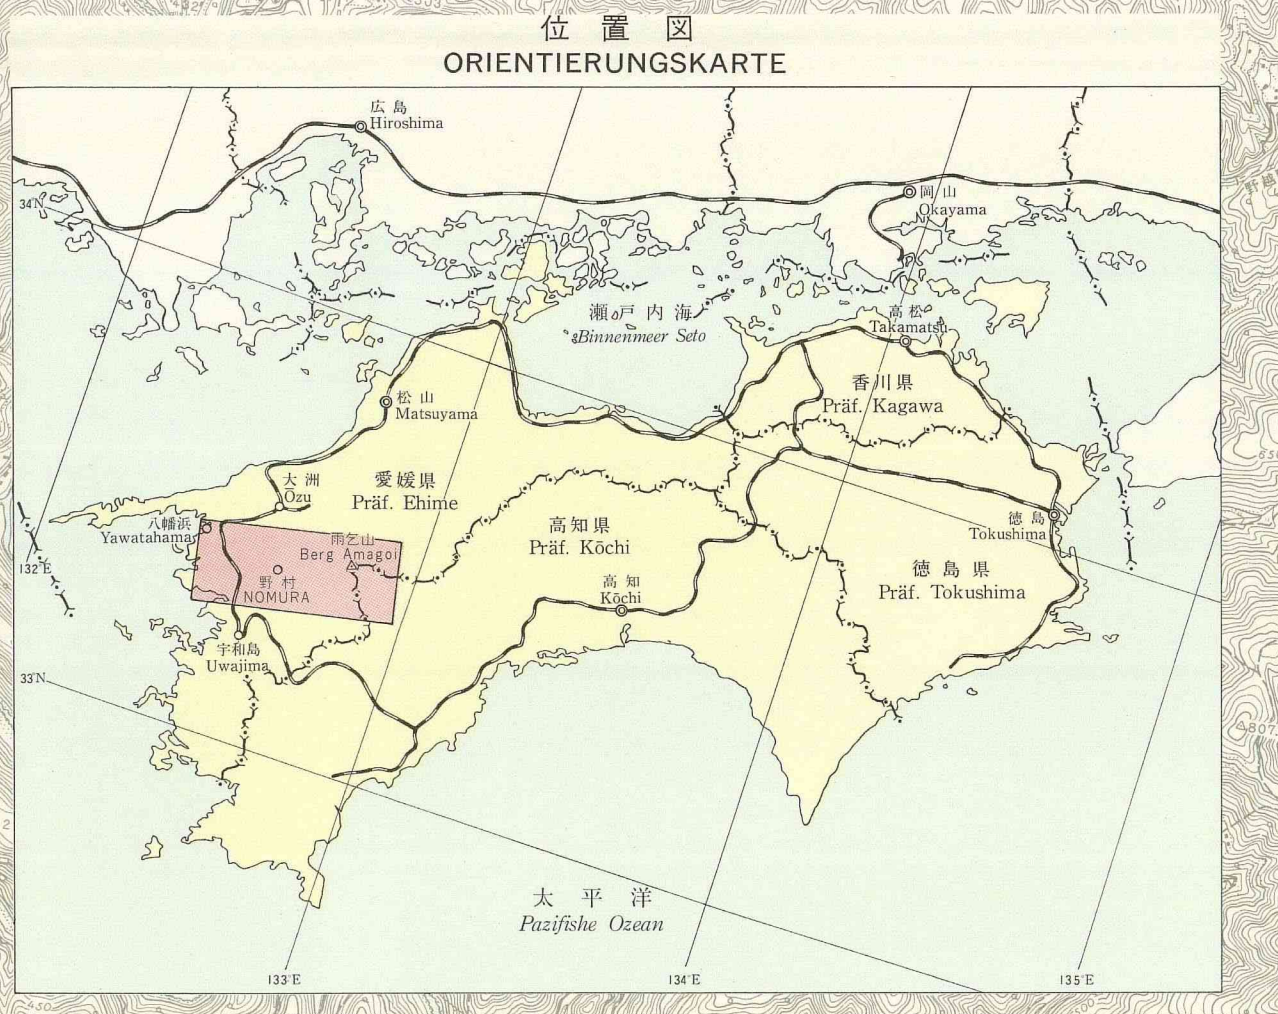 位置図
ORIENTIERUNGSKARTE
広島
Hiroshima
34°N
岡山
Okayama
瀬戸内海
Binnenmeer Seto
高松
Takamatsu
香川県
Präf. Kagawa
松山
Matsuyama
大洲
Ōzu
愛媛県
Präf. Ehime
八幡浜
Yawatahama
雨乞山
Berg Amagoi
高知県
Präf. Kōchi
徳島
Tokushima
132°E
野村
NOMURA
高知
Kōchi
徳島県
Präf. Tokushima
宇和島
Uwajima
33°N
太平洋
Pazifishe Ozean
133°E
134°E
135°E
807
450